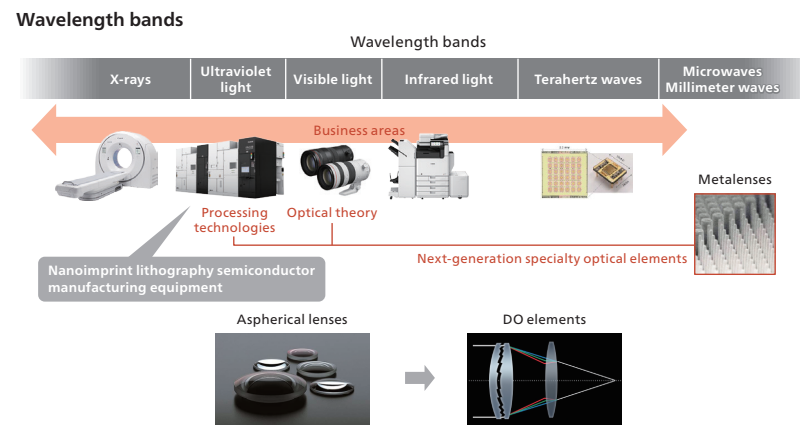 Wavelength bands
Wavelength bands
X-rays
Ultraviolet
light
Visible light
Infrared light
Terahertz waves
Microwaves
Millimeter waves
Business areas
Processing
technologies
Optical theory
Metalenses
Next-generation specialty optical elements
Nanoimprint lithography semiconductor
manufacturing equipment
Aspherical lenses
DO elements